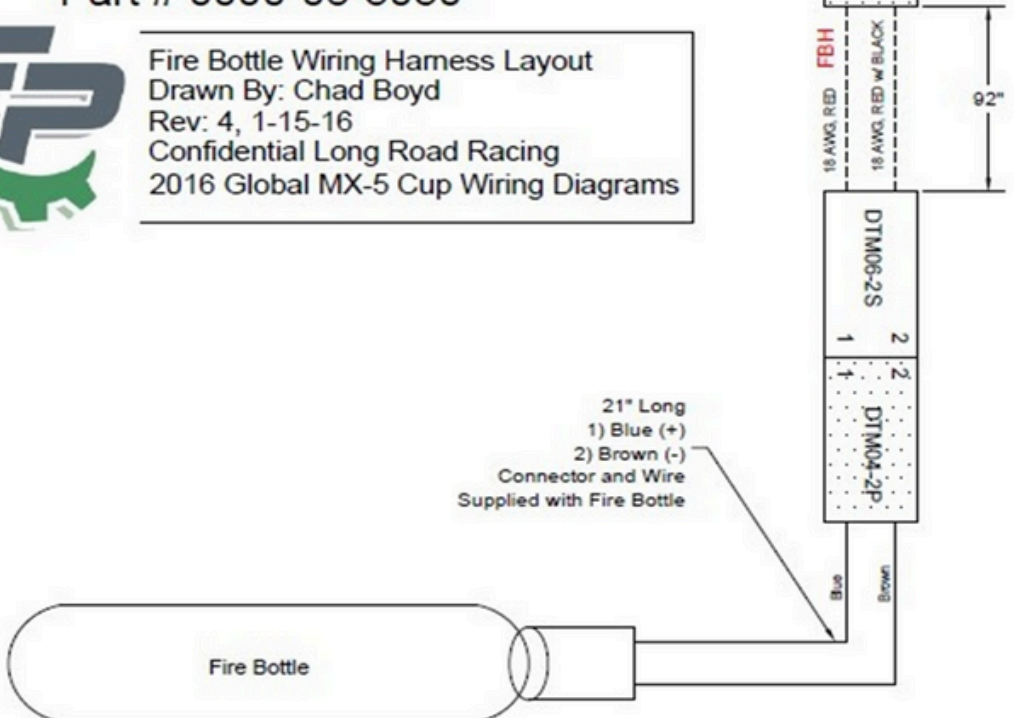 Part #
Fire Bottle Wiring Harness Layout
Drawn By: Chad Boyd
Rev: 4, 1-15-16
Confidential Long Road Racing
2016 Global MX-5 Cup Wiring Diagrams
FBH
18 AWG, RED
18 AWG, RED w/ BLACK
92"
DTM06-2S
1
2
1
2
DTM04-2P
21" Long
1) Blue (+)
2) Brown (-)
Connector and Wire
Supplied with Fire Bottle
Blue
Brown
Fire Bottle